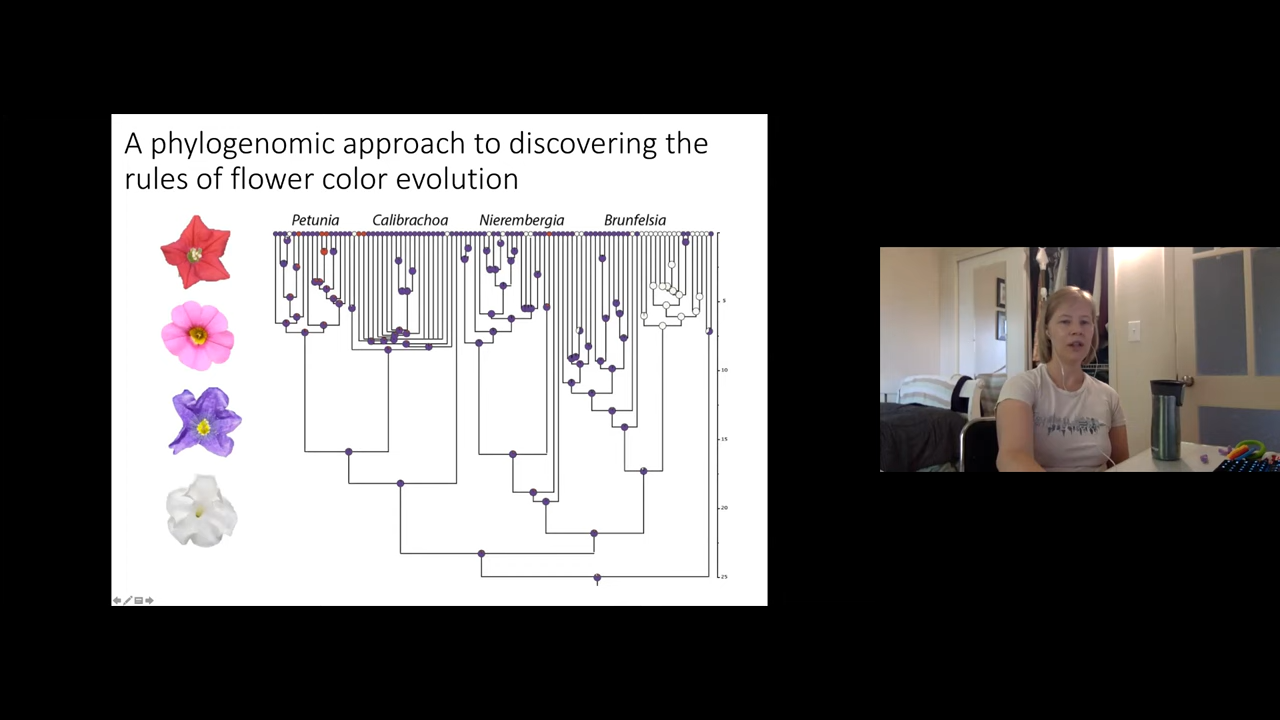 A phylogenomic approach to discovering the
rules of flower color evolution
Petunia Calibrachoa Nierembergia Brunfelsia
5
10
15
20
25